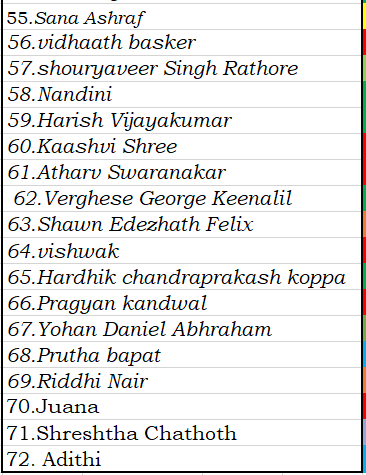 55.Sana Ashraf
56.vidhaath basker
57.shouryaveer Singh Rathore
58.Nandini
59.Harish Vijayakumar
60.Kaashvi Shree
61.Atharv Swaranakar
62.Verghese George Keenalil
63.Shawn Edezhath Felix
64.vishwak
65.Hardhik chandraprakash koppa
66.Pragyan kandwal
67.Yohan Daniel Abhraham
68.Prutha bapat
69.Riddhi Nair
70.Juana
71.Shreshtha Chathoth
72. Adithi